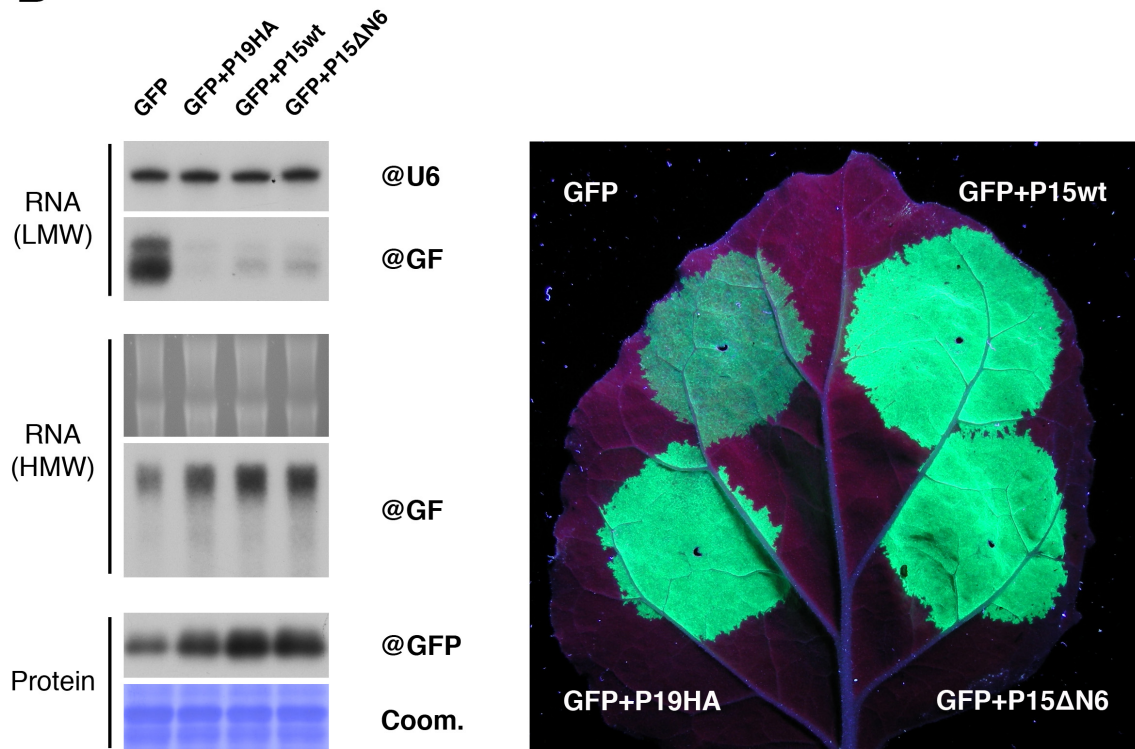 GFP
GFP+P19HA
GFP+P15wt
GFP+P15ΔN6
RNA
(LMW)
@U6
@GF
RNA
(HMW)
@GF
Protein
@GFP
Coom.
GFP
GFP+P15wt
GFP+P19HA
GFP+P15ΔN6